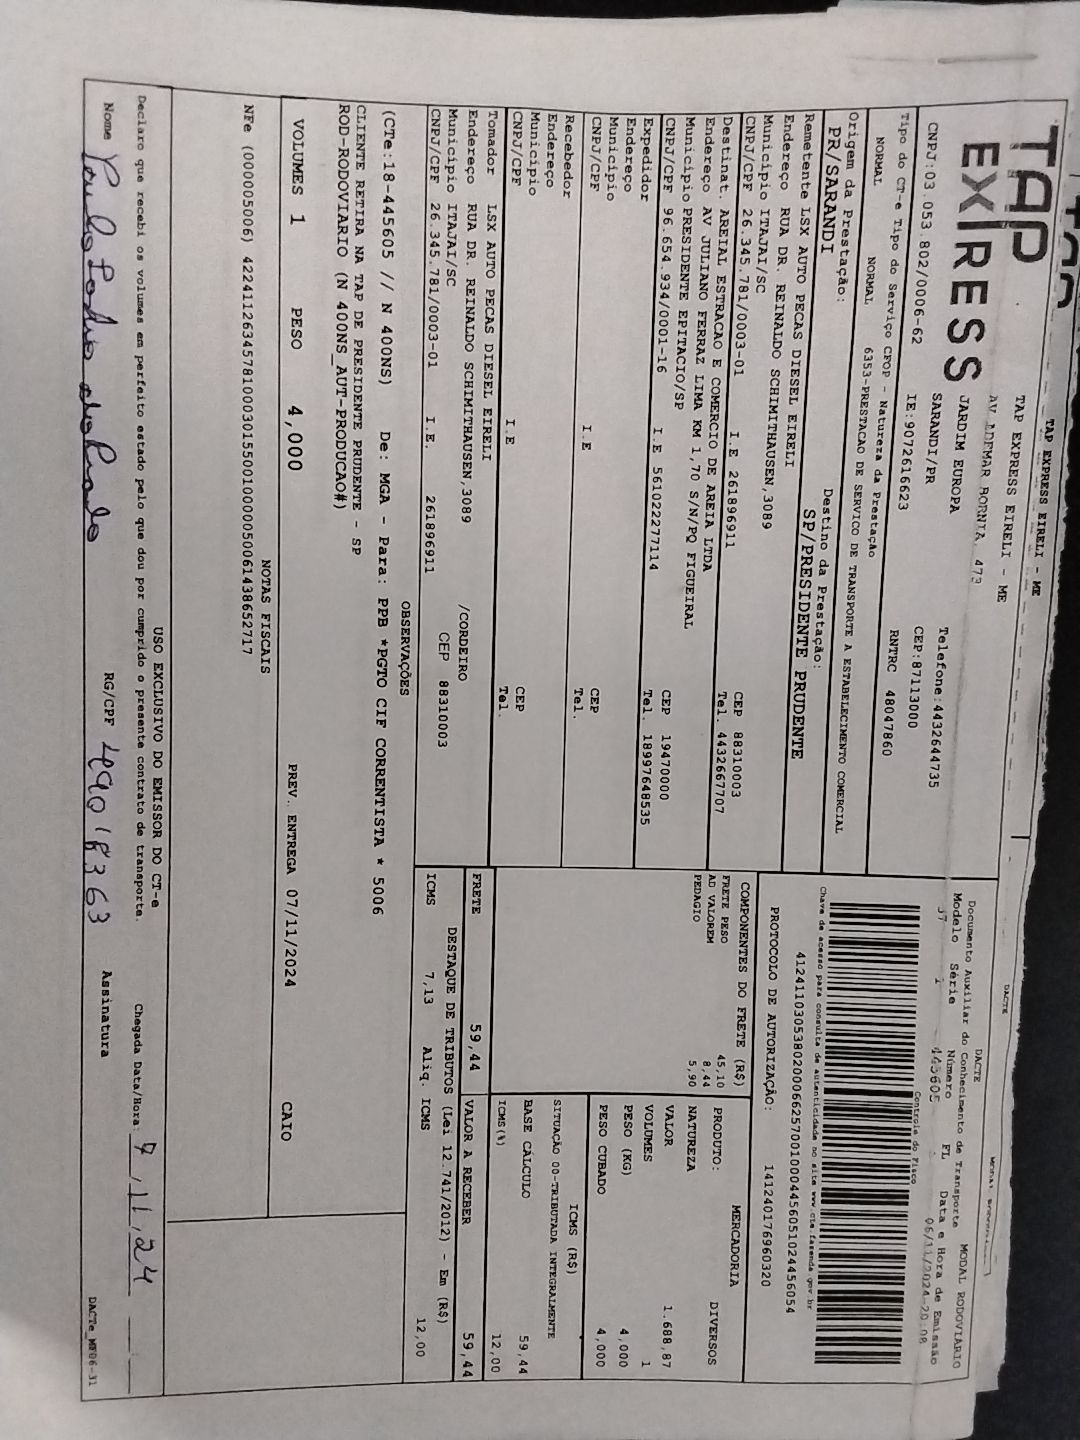 TAP EXPRESS EIRELI - ME
DACTE
TAP
EX|RESS
TAP EXPRESS EIRELI - ME
AV ADEMAR BORNIA, 473
JARDIM EUROPA
SARANDI/PR
Telefone:4432644735
CEP:87113000
CNPJ:03.053.802/0006-62
IE:9072616623
RNTRC 48047860
DACTE
Documento Auxiliar do Conhecimento de Transporte
MODAL RODOVIÁRIO
Modelo Série Número FL Data e Hora de Emissão
57 1 445605 06/11/2024-20:08
Controle do Fisco
Tipo do CT-e Tipo do Serviço CFOP - Natureza da Prestação
NORMAL NORMAL 6353-PRESTACAO DE SERVICO DE TRANSPORTE A ESTABELECIMENTO COMERCIAL
Chave de acesso para consulta de autenticidade no site www.cte.fazenda.gov.br
41241103053802000662570010004456051024456054
PROTOCOLO DE AUTORIZAÇÃO: 141240176960320
Origem da Prestação:
PR/SARANDI
Destino da Prestação:
SP/PRESIDENTE PRUDENTE
Remetente LSX AUTO PECAS DIESEL EIRELI
Endereço RUA DR. REINALDO SCHIMITHAUSEN,3089
Município ITAJAI/SC CEP 88310003
CNPJ/CPF 26.345.781/0003-01 I.E 261896911 Tel. 4432667707
Destinat. AREIAL ESTRACAO E COMERCIO DE AREIA LTDA
Endereço AV JULIANO FERRAZ LIMA KM 1,70 S/N/PQ FIGUEIRAL
Município PRESIDENTE EPITACIO/SP CEP 19470000
CNPJ/CPF 96.654.934/0001-16 I.E 561022277114 Tel. 18997648535
Expedidor
Endereço
Município CEP
CNPJ/CPF I.E Tel.
Recebedor
Endereço
Município CEP
CNPJ/CPF I.E Tel.
Tomador LSX AUTO PECAS DIESEL EIRELI
Endereço RUA DR. REINALDO SCHIMITHAUSEN,3089 /CORDEIRO
Município ITAJAI/SC CEP 88310003
CNPJ/CPF 26.345.781/0003-01 I.E. 261896911
COMPONENTES DO FRETE (R$)
FRETE PESO 45,10
AD VALOREM 8,44
PEDAGIO 5,90
MERCADORIA
PRODUTO: DIVERSOS
NATUREZA
VALOR 1.688,87
VOLUMES 1
PESO (KG) 4,000
PESO CUBADO 4,000
ICMS (R$)
SITUAÇÃO 00-TRIBUTADA INTEGRALMENTE
BASE CÁLCULO 59,44
ICMS(%) 12,00
FRETE 59,44 VALOR A RECEBER 59,44
DESTAQUE DE TRIBUTOS (Lei 12.741/2012) - Em (R$)
ICMS 7,13 Aliq. ICMS 12,00
OBSERVAÇÕES
(CTe:18-445605 // N 400NS) De: MGA - Para: PPB *PGTO CIF CORRENTISTA * 5006
CLIENTE RETIRA NA TAP DE PRESIDENTE PRUDENTE - SP
ROD-RODOVIARIO (N 400NS_AUT-PRODUCAO#)
VOLUMES 1 PESO 4,000 PREV. ENTREGA 07/11/2024 CAIO
NOTAS FISCAIS
NFe (000005006) 42241126345781000301550010000050061438652717
USO EXCLUSIVO DO EMISSOR DO CT-e
Declaro que recebi os volumes em perfeito estado pelo que dou por cumprido o presente contrato de transporte.
Chegada Data/Hora: 7 / 11 / 24
Nome
RG/CPF 49018363
Assinatura
DACTe_MP06-31